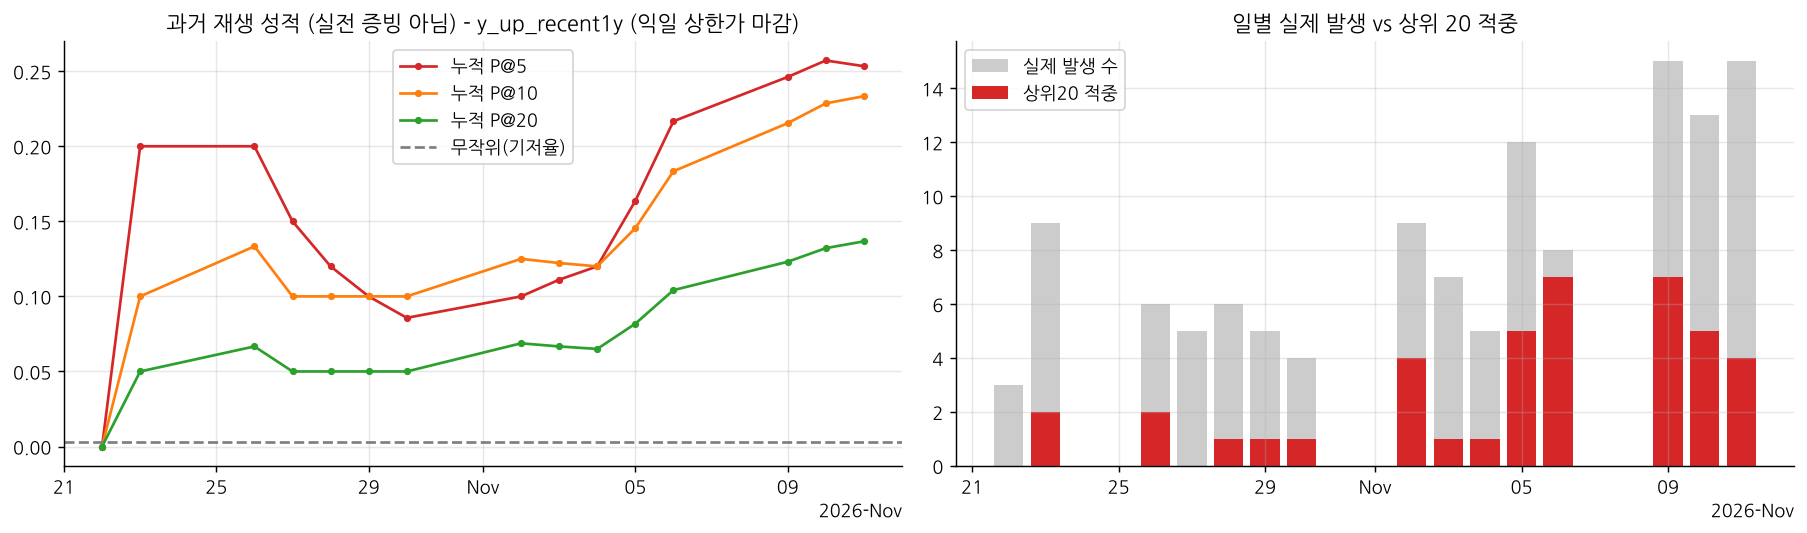 과거 재생 성적 (실전 증빙 아님) - y_up_recent1y (익일 상한가 마감)
0.25
0.20
0.15
0.10
0.05
0.00
누적 P@5
누적 P@10
누적 P@20
무작위(기저율)
21
25
29
Nov
05
09
2026-Nov
일별 실제 발생 vs 상위 20 적중
14
12
10
8
6
4
2
0
실제 발생 수
상위20 적중
21
25
29
Nov
05
09
2026-Nov